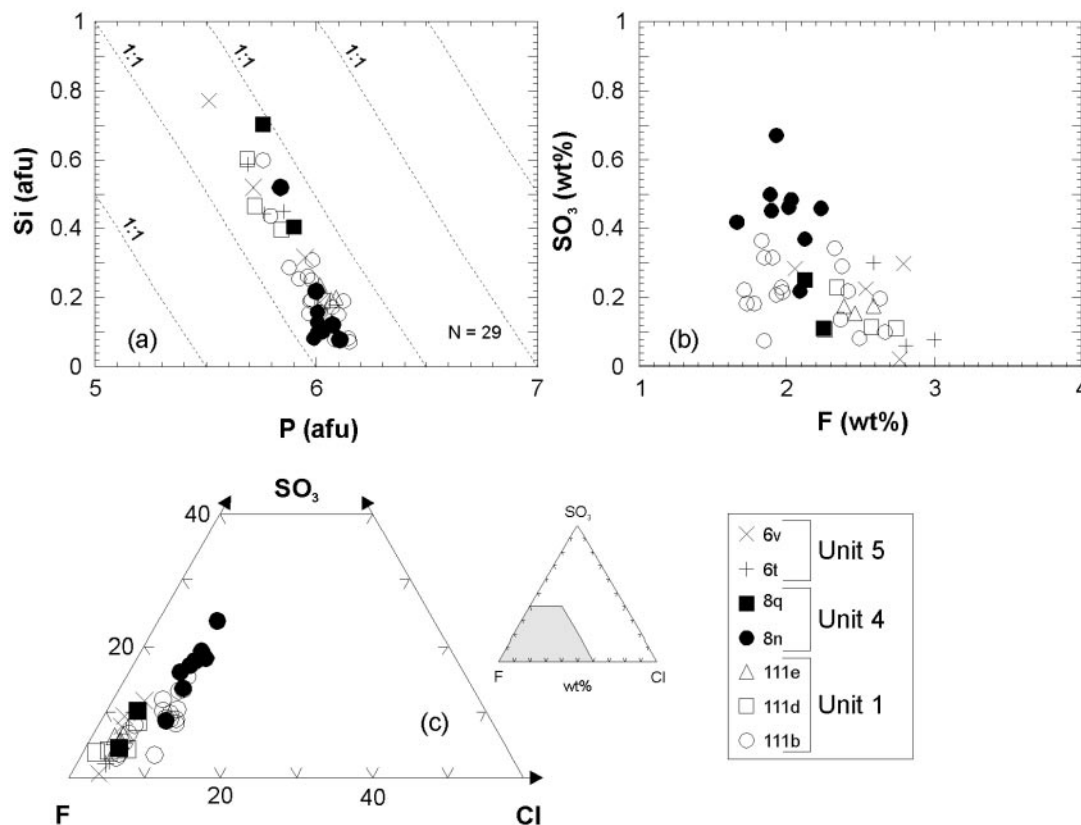 1
0.8
0.6
0.4
0.2
0
Si (afu)
1:1
1:1
1:1
1:1
(a)
N = 29
5
6
7
P (afu)
1
0.8
0.6
0.4
0.2
0
SO₃ (wt%)
(b)
1
2
3
4
F (wt%)
SO₃
40
20
(c)
F
20
40
Cl
SO₃
F
wt%
Cl
6v
6t
Unit 5
8q
8n
Unit 4
111e
111d
111b
Unit 1